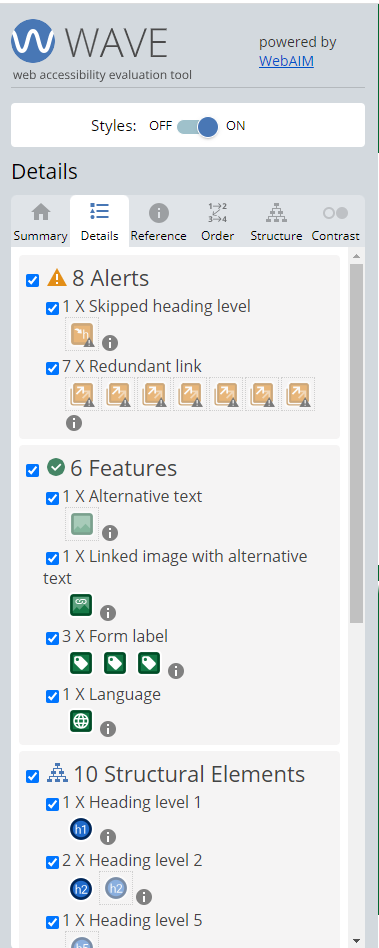 WAVE
powered by
WebAIM
web accessibility evaluation tool
Styles: OFF ON
Details
Summary Details Reference Order Structure Contrast
8 Alerts
1 X Skipped heading level
7 X Redundant link
6 Features
1 X Alternative text
1 X Linked image with alternative
text
3 X Form label
1 X Language
10 Structural Elements
1 X Heading level 1
h1
2 X Heading level 2
h2 h2
1 X Heading level 5
h5